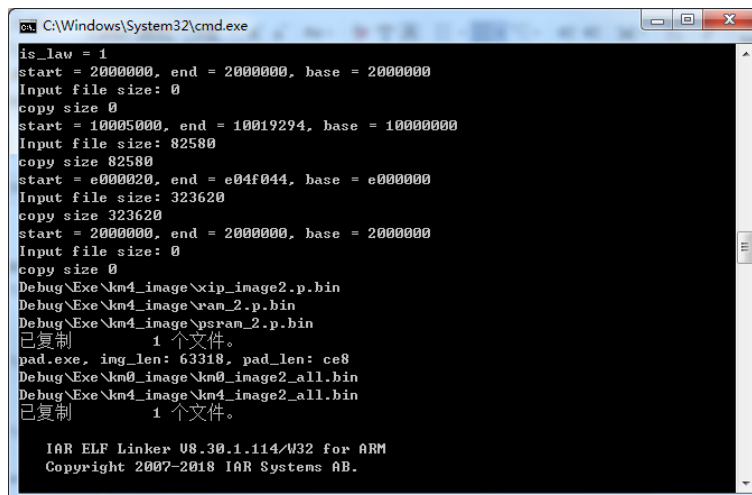 C:\Windows\System32\cmd.exe
is_law = 1
start = 2000000, end = 2000000, base = 2000000
Input file size: 0
copy size 0
start = 10005000, end = 10019294, base = 10000000
Input file size: 82580
copy size 82580
start = e000020, end = e04f044, base = e000000
Input file size: 323620
copy size 323620
start = 2000000, end = 2000000, base = 2000000
Input file size: 0
copy size 0
Debug\Exe\km4_image\xip_image2.p.bin
Debug\Exe\km4_image\ram_2.p.bin
Debug\Exe\km4_image\psram_2.p.bin
已复制         1 个文件。
pad.exe, img_len: 63318, pad_len: ce8
Debug\Exe\km0_image\km0_image2_all.bin
Debug\Exe\km4_image\km4_image2_all.bin
已复制         1 个文件。
IAR ELF Linker V8.30.1.114/W32 for ARM
Copyright 2007-2018 IAR Systems AB.